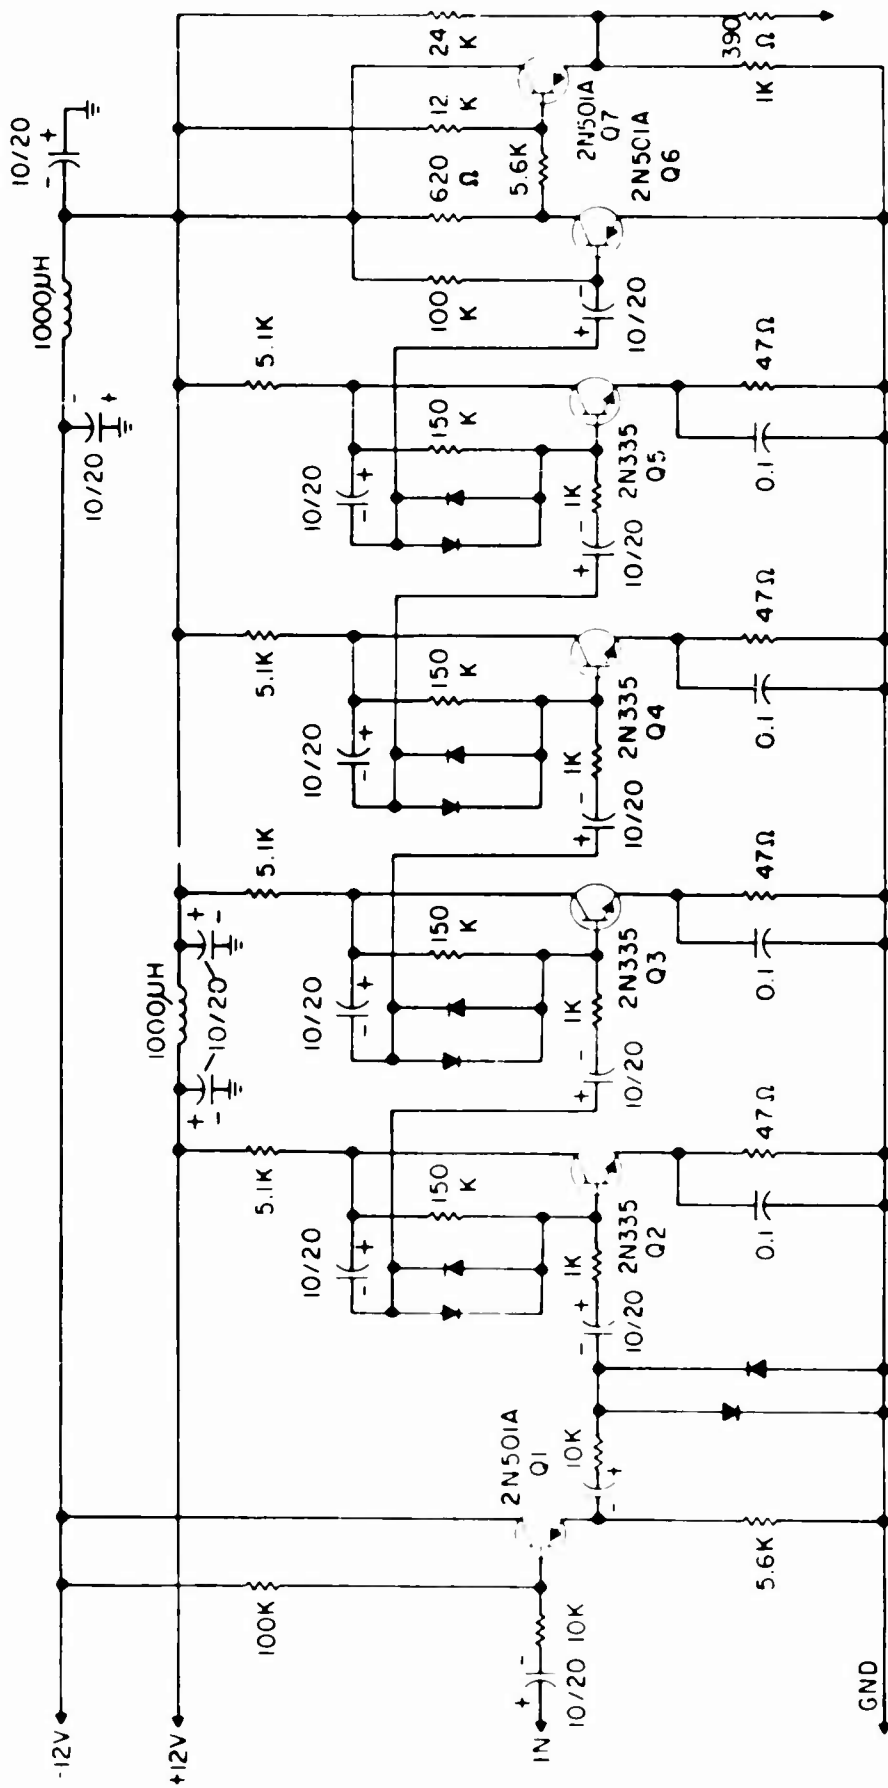 -12V
+12V
IN
GND
10/20
10K
100K
2N501A
Q1
5.6K
10K
10/20
1K
2N335
Q2
10/20
150
K
5.1K
0.1
47Ω
1000μH
10/20
10/20
1K
2N335
Q3
10/20
150
K
5.1K
0.1
47Ω
10/20
1K
2N335
Q4
10/20
150
K
5.1K
0.1
47Ω
10/20
1K
2N335
Q5
10/20
150
K
5.1K
0.1
47Ω
10/20
1000μH
10/20
10/20
100
K
620
Ω
12
K
24
K
5.6K
2N501A
Q7
2N501A
Q6
390
Ω
1K